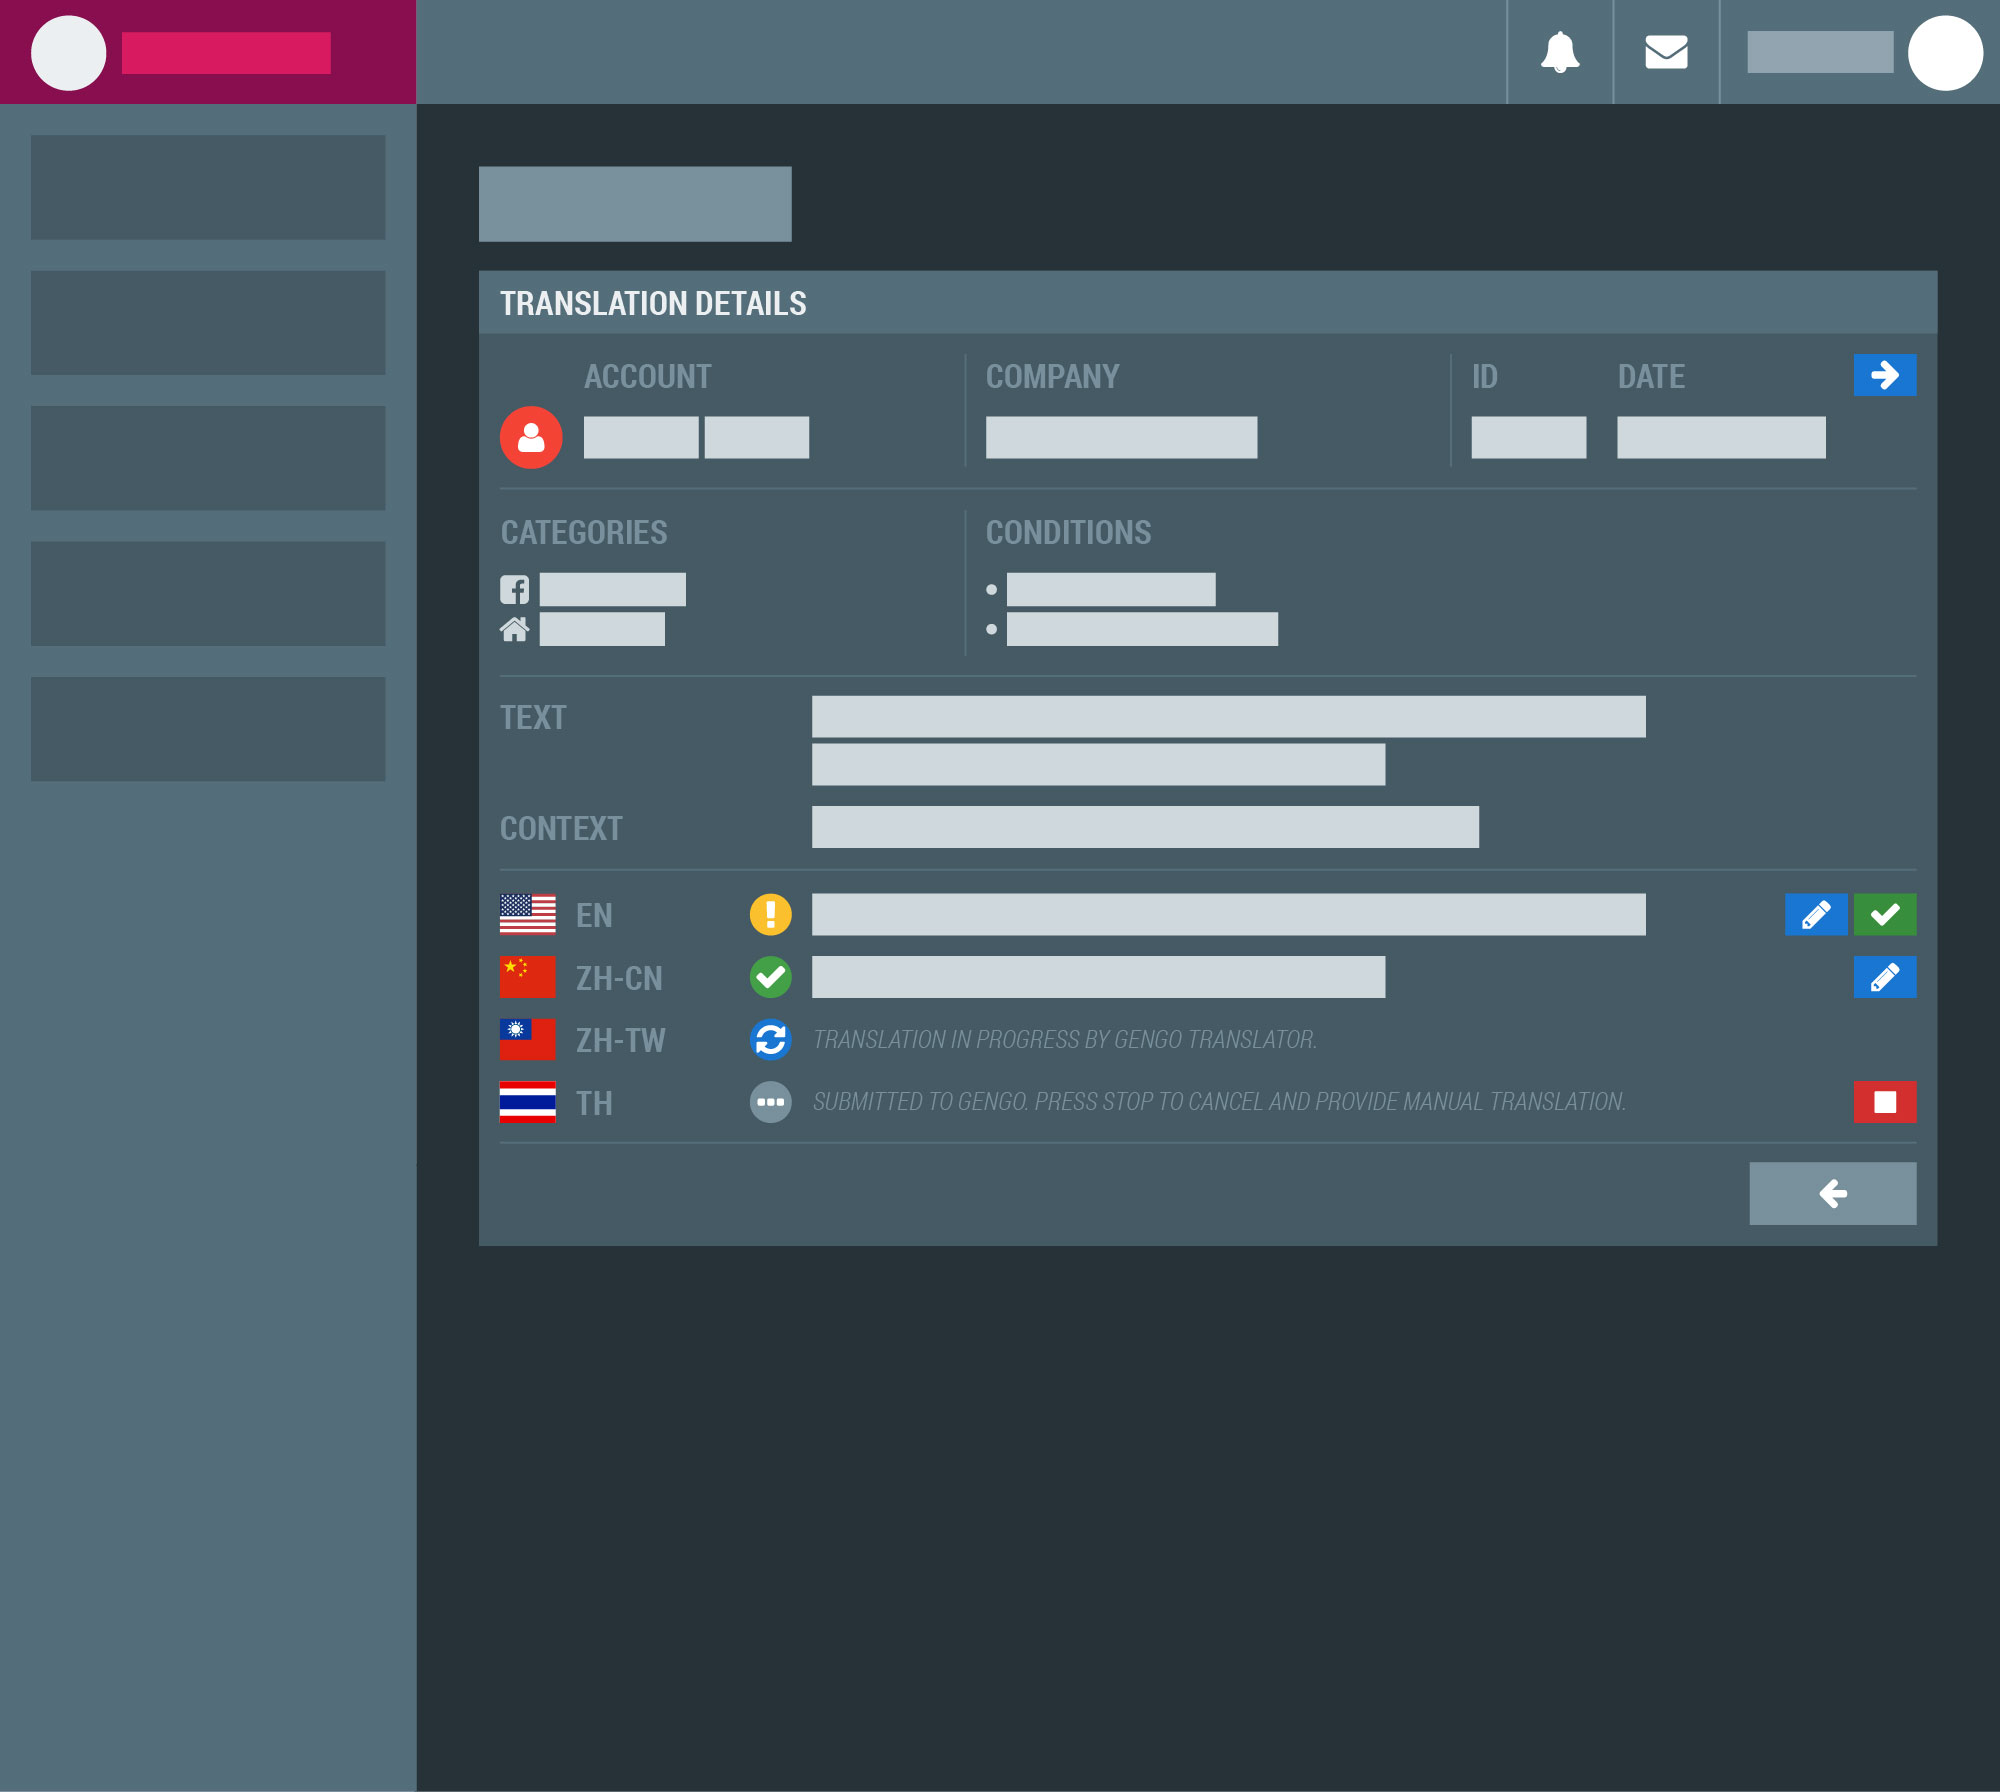 TRANSLATION DETAILS
ACCOUNT
COMPANY
ID
DATE
CATEGORIES
CONDITIONS
TEXT
CONTEXT
EN
ZH-CN
ZH-TW
TRANSLATION IN PROGRESS BY GENGO TRANSLATOR.
TH
SUBMITTED TO GENGO. PRESS STOP TO CANCEL AND PROVIDE MANUAL TRANSLATION.